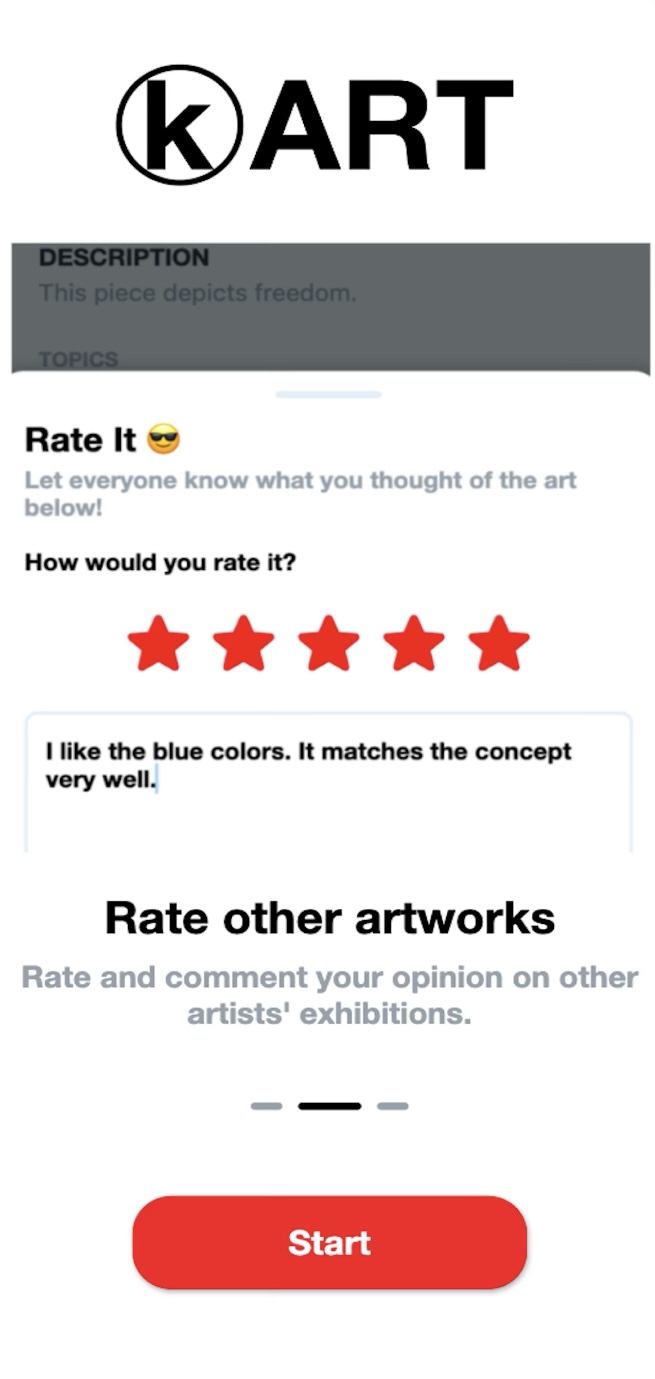 kART
DESCRIPTION
This piece depicts freedom.
TOPICS
Rate It 😎
Let everyone know what you thought of the art
below!
How would you rate it?
I like the blue colors. It matches the concept
very well.
Rate other artworks
Rate and comment your opinion on other
artists' exhibitions.
Start